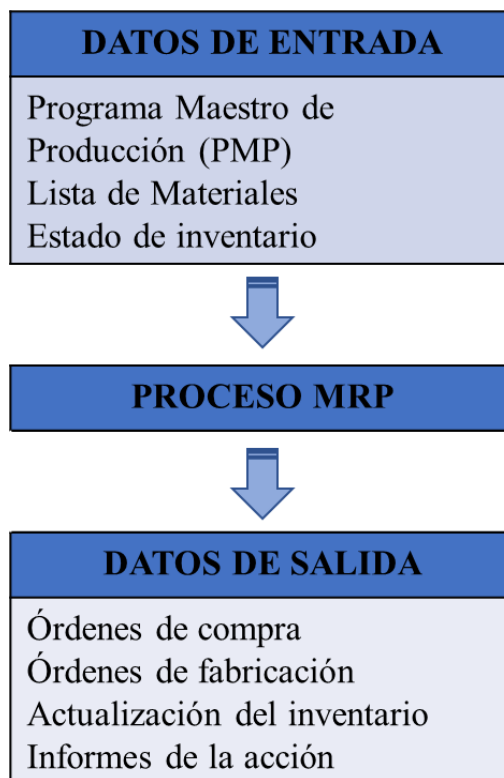 DATOS DE ENTRADA
Programa Maestro de
Producción (PMP)
Lista de Materiales
Estado de inventario
PROCESO MRP
DATOS DE SALIDA
Órdenes de compra
Órdenes de fabricación
Actualización del inventario
Informes de la acción